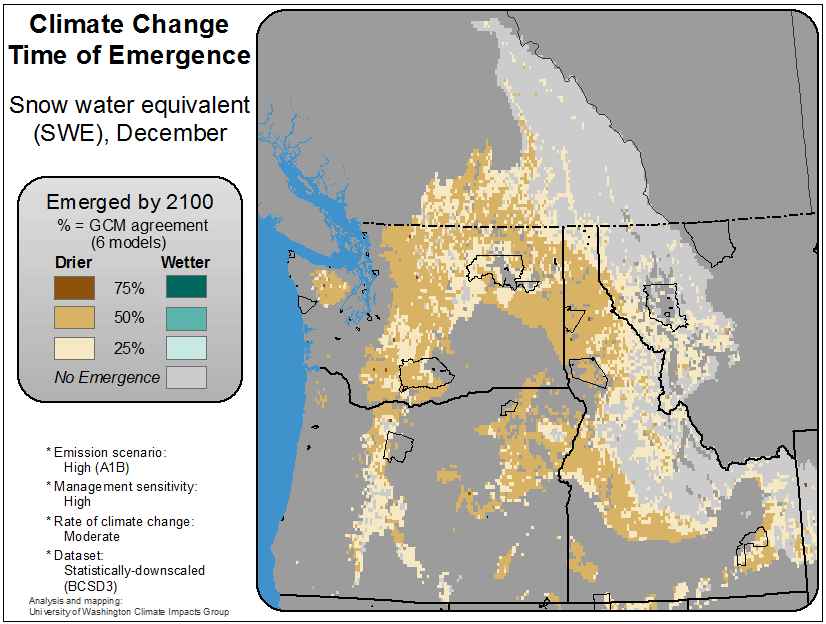 Climate Change
Time of Emergence
Snow water equivalent
(SWE), December
Emerged by 2100
% = GCM agreement
(6 models)
Drier Wetter
75%
50%
25%
No Emergence
* Emission scenario:
High (A1B)
* Management sensitivity:
High
* Rate of climate change:
Moderate
* Dataset:
Statistically-downscaled
(BCSD3)
Analysis and mapping:
University of Washington Climate Impacts Group